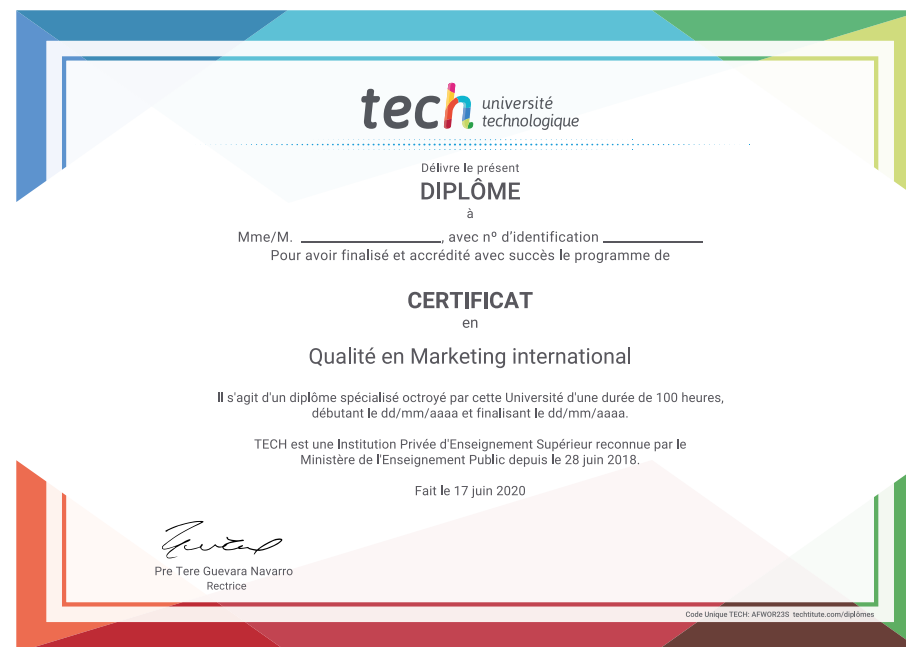 tech université
technologique
Délivre le présent
DIPLÔME
à
Mme/M. ____________________, avec nº d'identification ______________
Pour avoir finalisé et accrédité avec succès le programme de
CERTIFICAT
en
Qualité en Marketing international
Il s'agit d'un diplôme spécialisé octroyé par cette Université d'une durée de 100 heures,
débutant le dd/mm/aaaa et finalisant le dd/mm/aaaa.
TECH est une Institution Privée d'Enseignement Supérieur reconnue par le
Ministère de l'Enseignement Public depuis le 28 juin 2018.
Fait le 17 juin 2020
Pre Tere Guevara Navarro
Rectrice
Code Unique TECH: AFWOR23S techtitute.com/diplômes